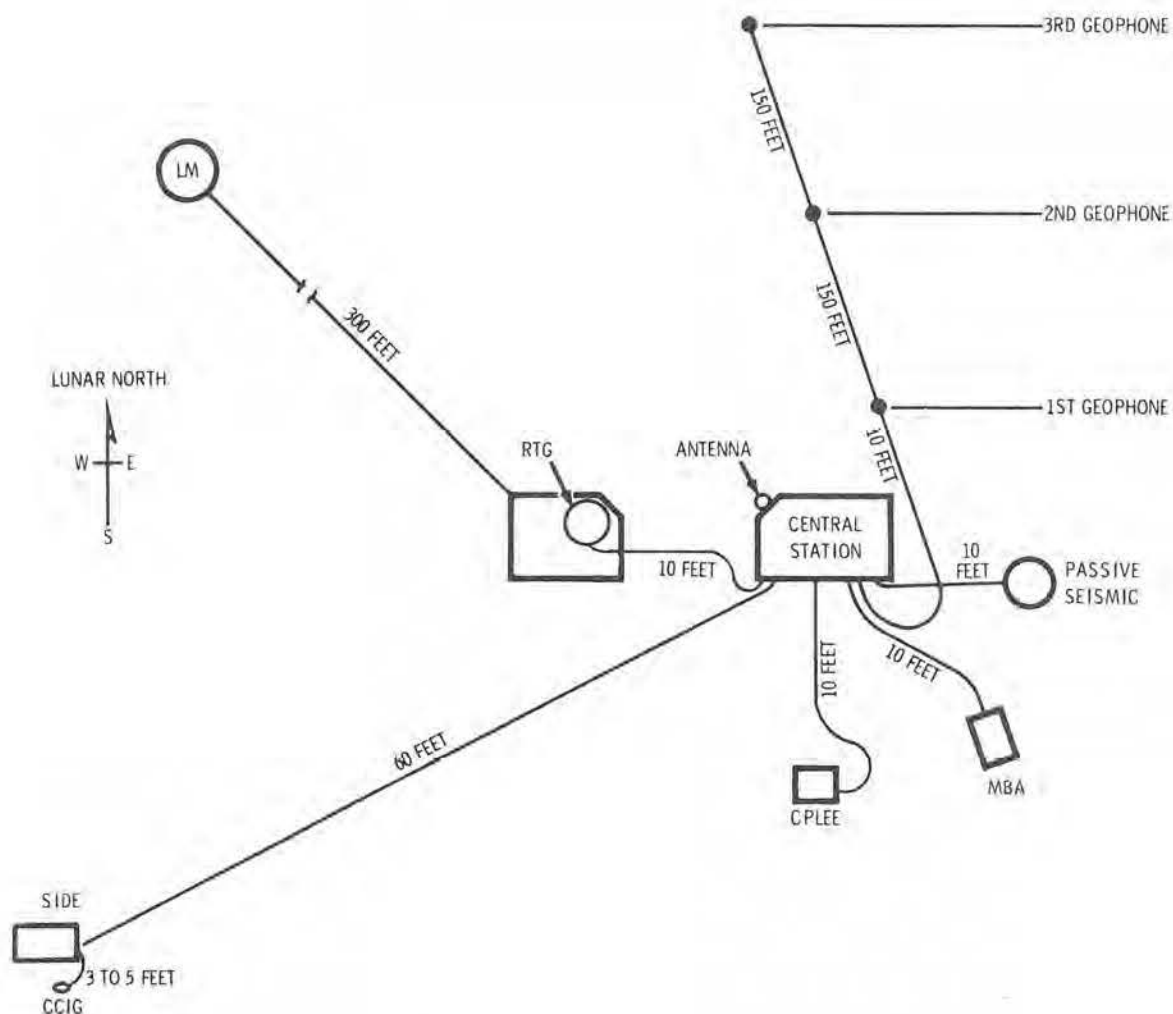 3RD GEOPHONE
150 FEET
LM
2ND GEOPHONE
300 FEET
150 FEET
LUNAR NORTH
W E
S
1ST GEOPHONE
10 FEET
RTG
ANTENNA
CENTRAL
STATION
10 FEET
10
FEET
PASSIVE
SEISMIC
10 FEET
10 FEET
60 FEET
MBA
CPLEE
SIDE
3 TO 5 FEET
CCIG